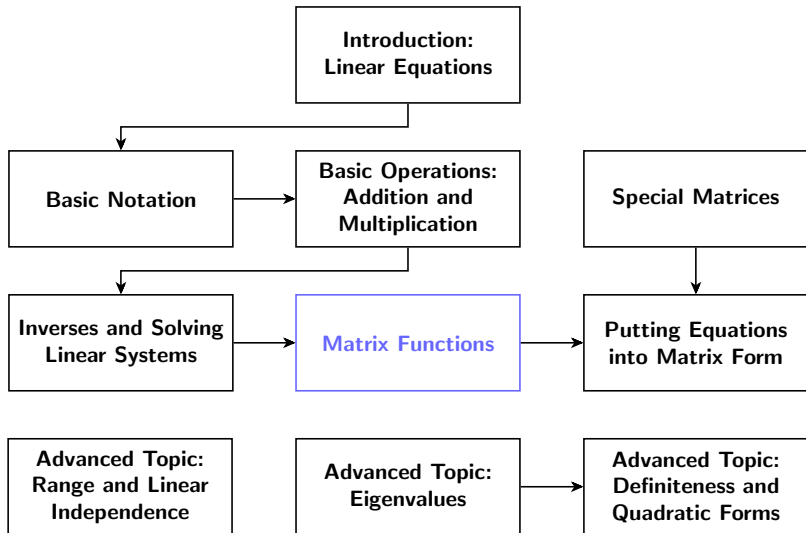 Introduction:
Linear Equations
Basic Notation
Basic Operations:
Addition and
Multiplication
Special Matrices
Inverses and Solving
Linear Systems
Matrix Functions
Putting Equations
into Matrix Form
Advanced Topic:
Range and Linear
Independence
Advanced Topic:
Eigenvalues
Advanced Topic:
Definiteness and
Quadratic Forms